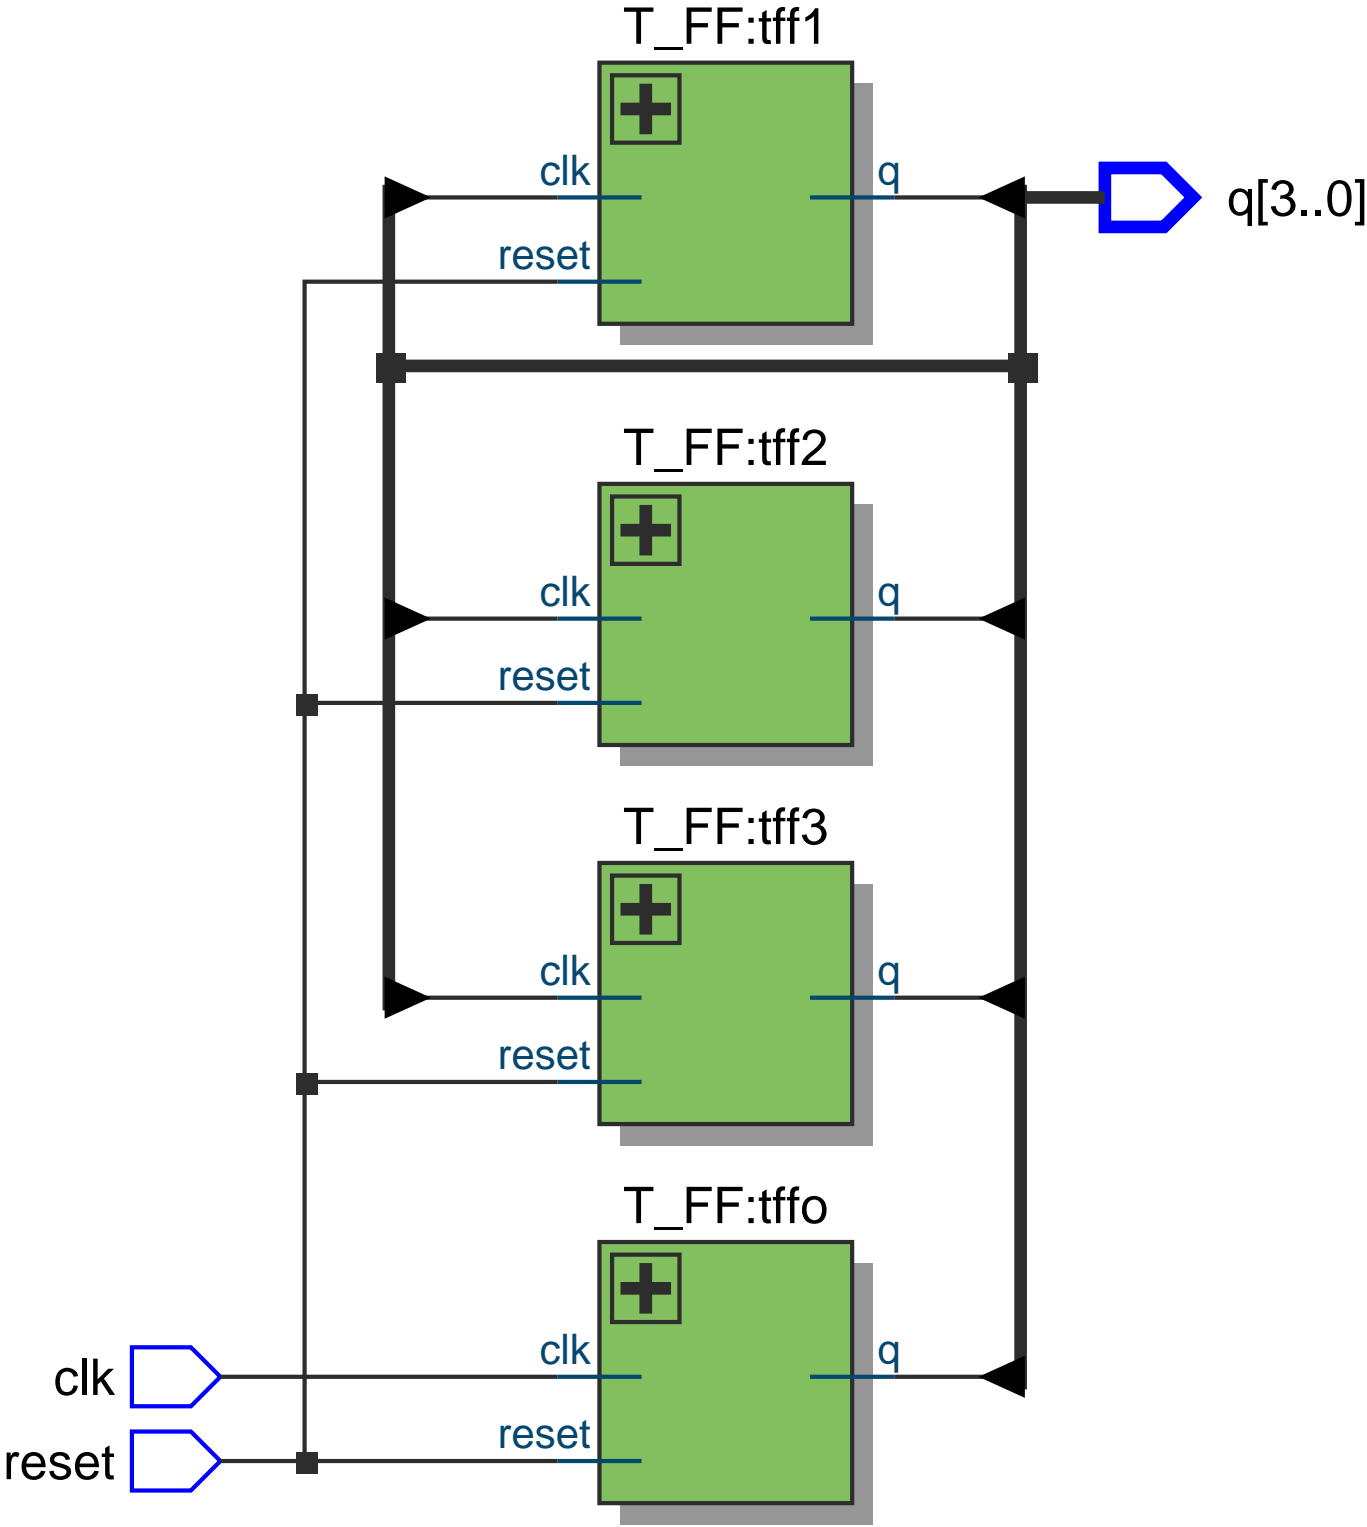 T_FF:tff1
clk
q
q[3..0]
reset
T_FF:tff2
clk
q
reset
T_FF:tff3
clk
q
reset
T_FF:tffo
clk
q
clk
reset
reset